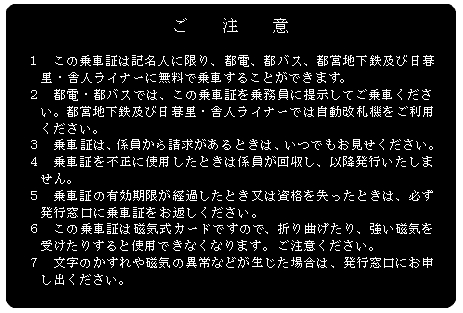 ご 注 意
1 この乗車証は記名人に限り、都電、都バス、都営地下鉄及び日暮
里・舎人ライナーに無料で乗車することができます。
2 都電・都バスでは、この乗車証を乗務員に提示してご乗車くださ
い。都営地下鉄及び日暮里・舎人ライナーでは自動改札機をご利用
ください。
3 乗車証は、係員から請求があるときは、いつでもお見せください。
4 乗車証を不正に使用したときは係員が回収し、以降発行いたしま
せん。
5 乗車証の有効期限が経過したとき又は資格を失ったときは、必ず
発行窓口に乗車証をお返しください。
6 この乗車証は磁気式カードですので、折り曲げたり、強い磁気を
受けたりすると使用できなくなります。ご注意ください。
7 文字のかすれや磁気の異常などが生じた場合は、発行窓口にお申
し出ください。